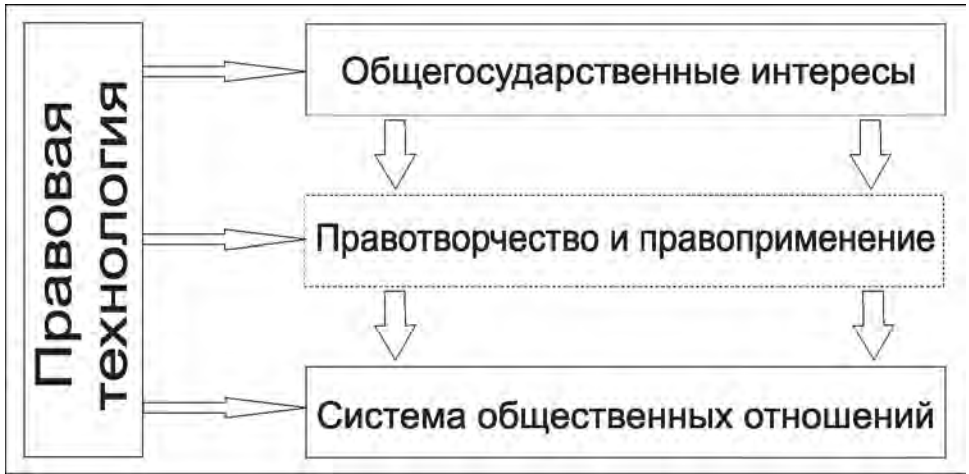 Правовая
технология
Общегосударственные интересы
Правотворчество и правоприменение
Система общественных отношений